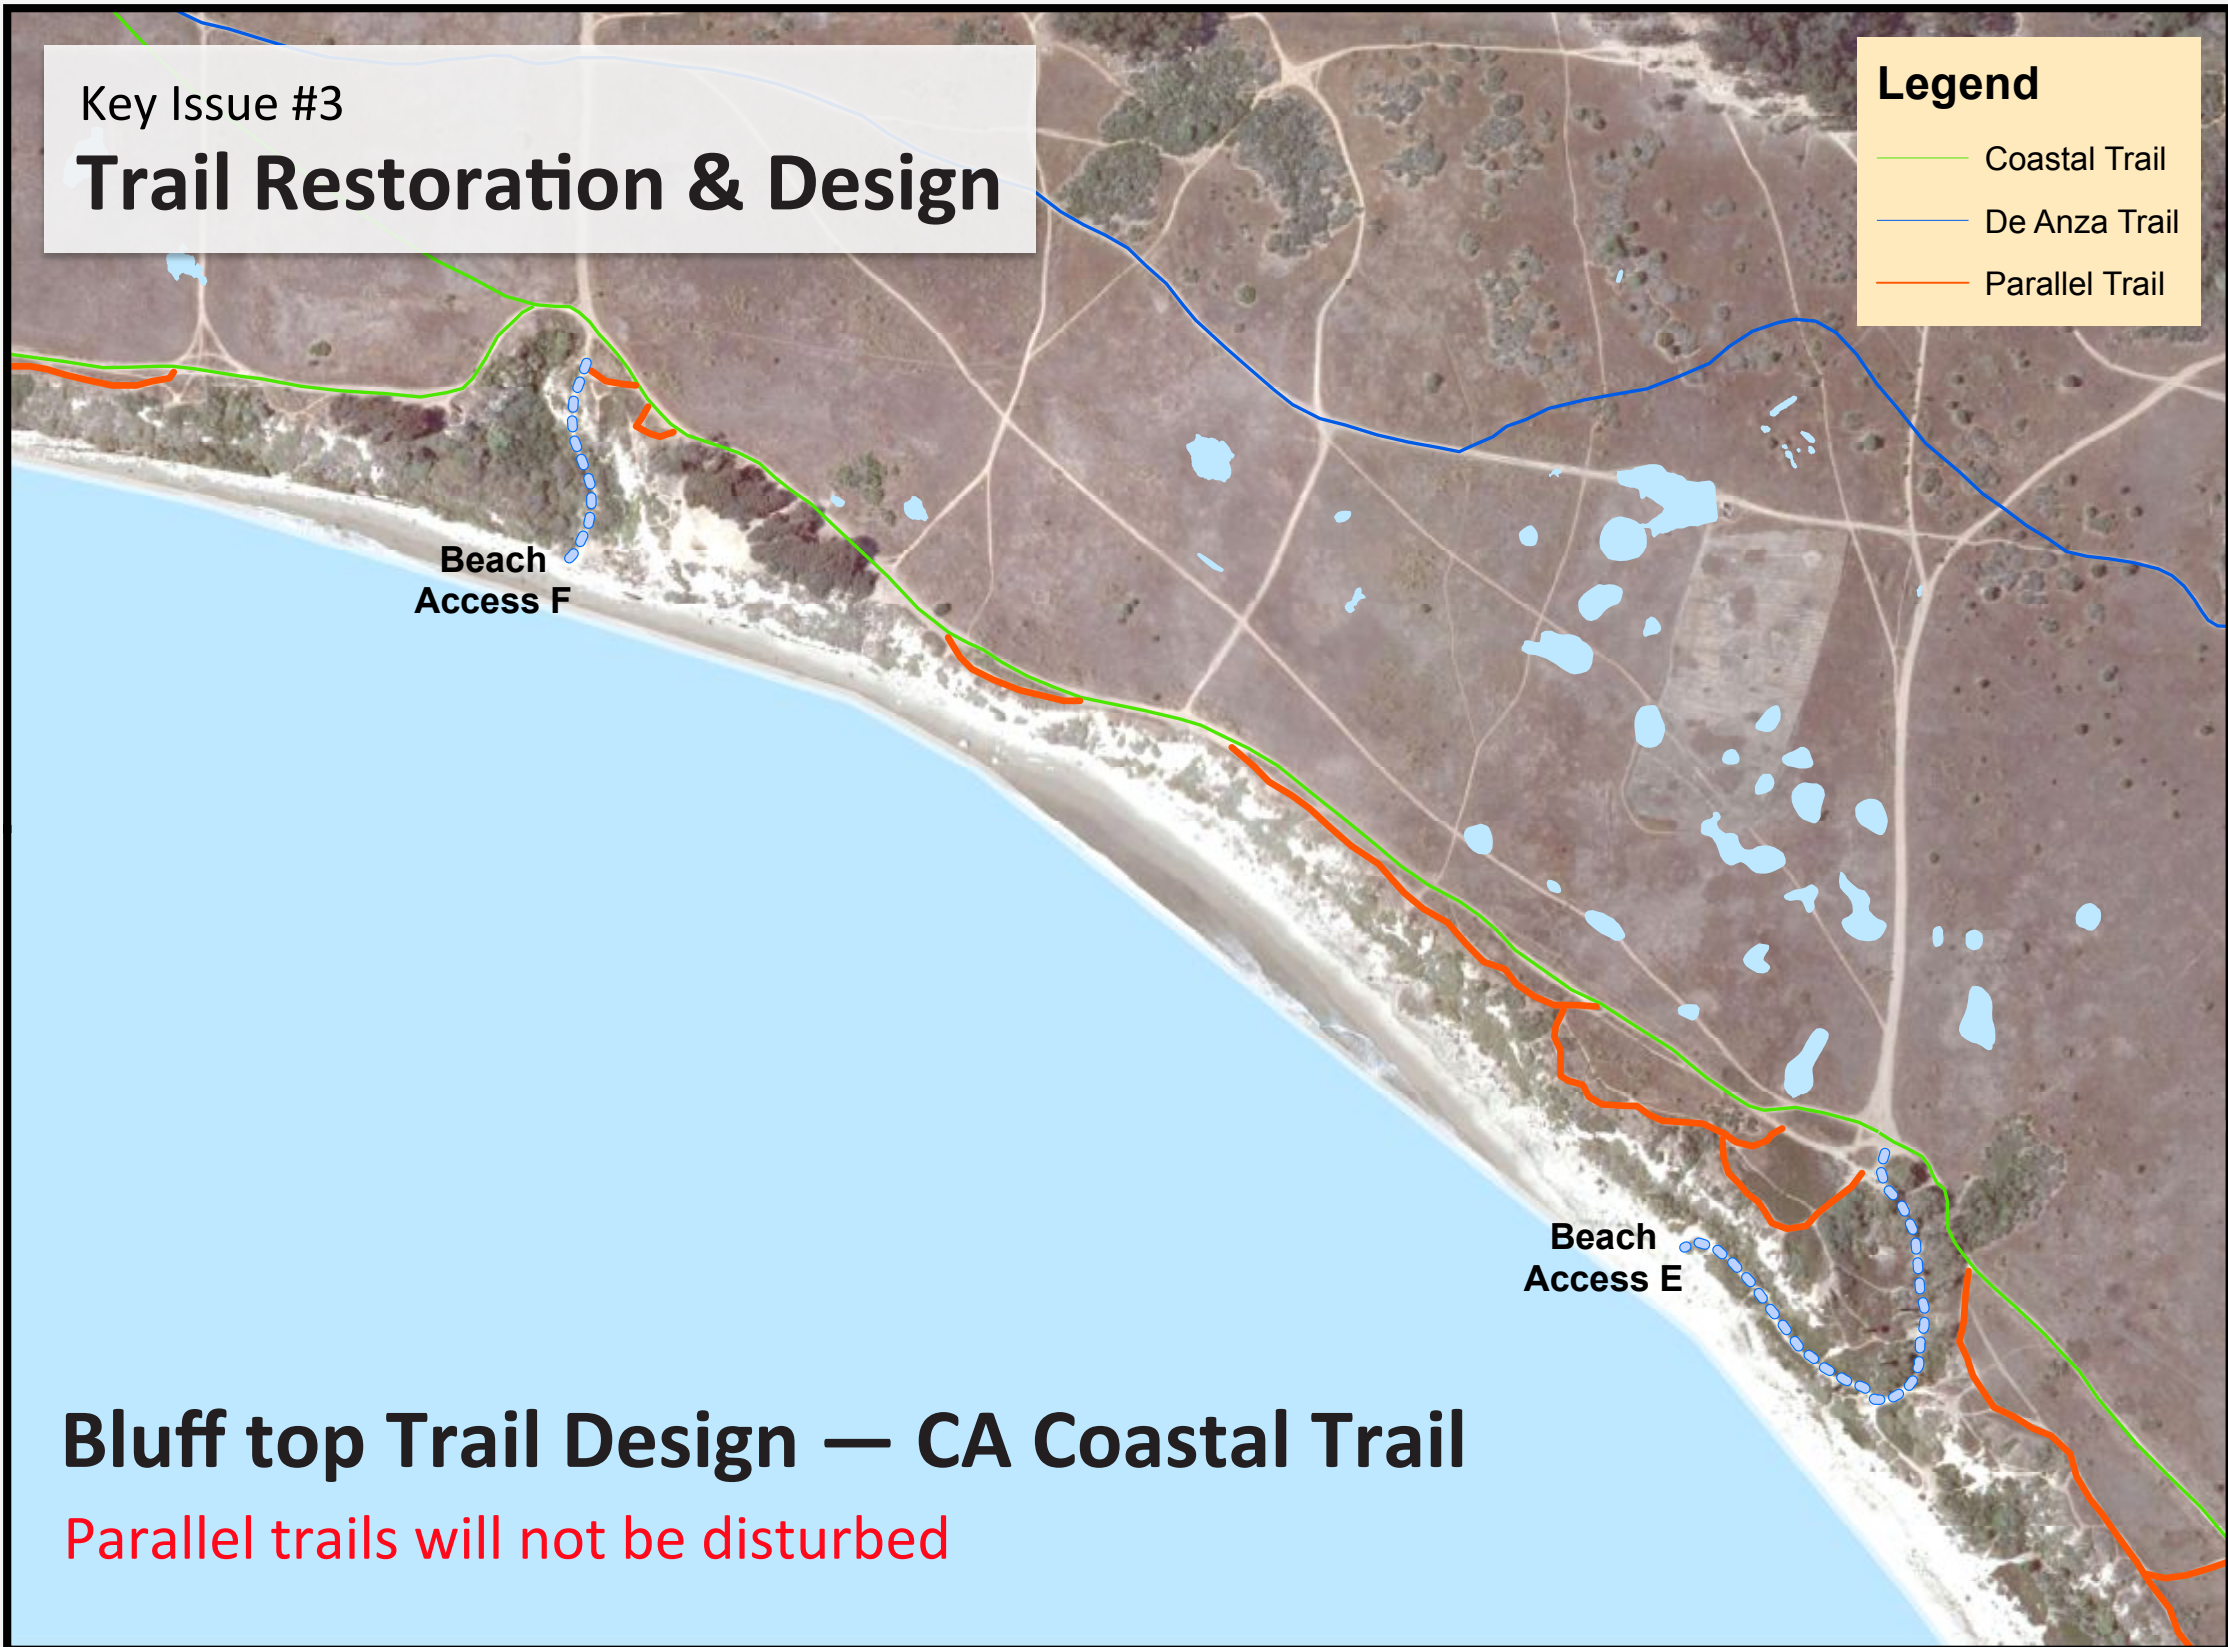 Key Issue #3
Trail Restoration & Design
Legend
Coastal Trail
De Anza Trail
Parallel Trail
Beach
Access F
Beach
Access E
Bluff top Trail Design — CA Coastal Trail
Parallel trails will not be disturbed